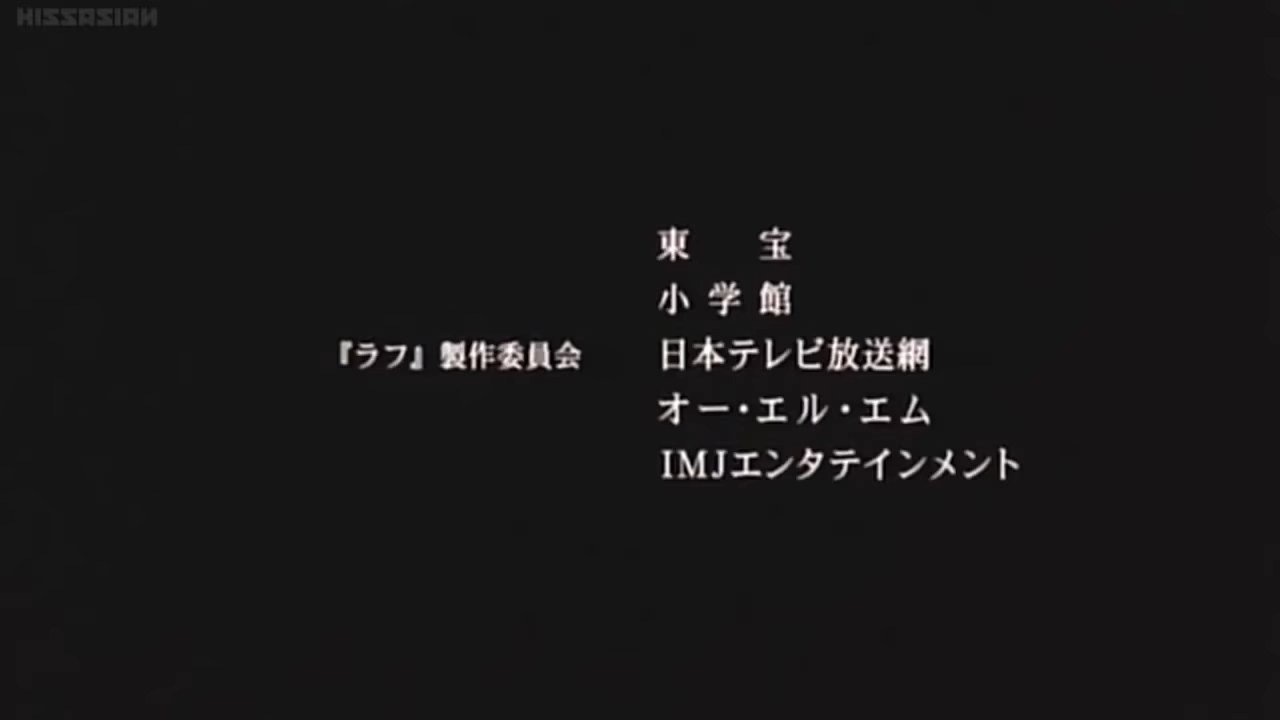 KISSASIAN
東 宝
小学館
『ラフ』製作委員会 日本テレビ放送網
オー・エル・エム
IMJエンタテインメント